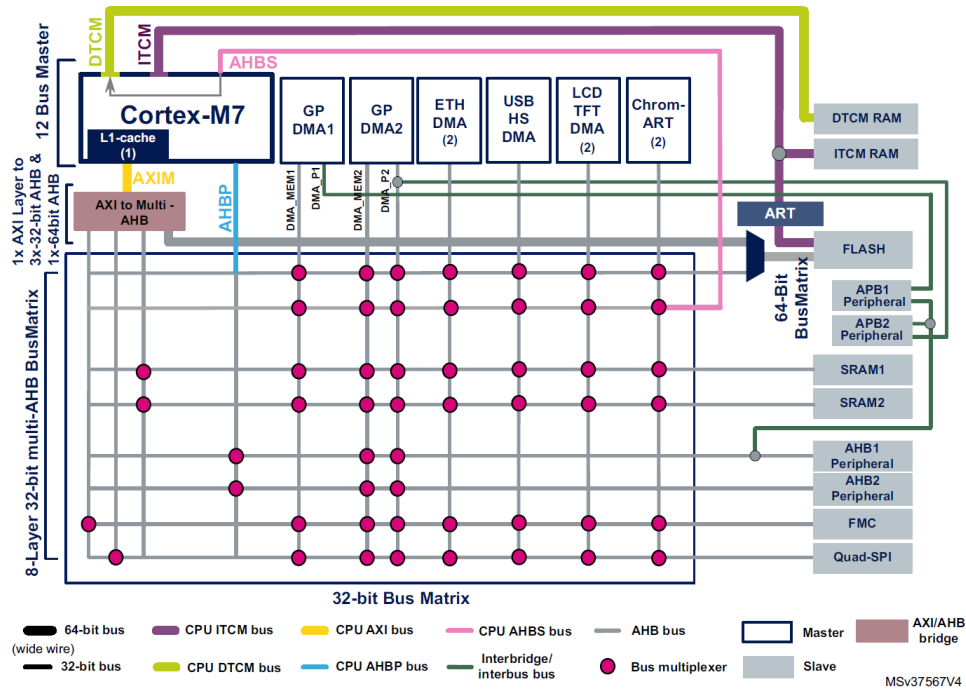 DTCM
ITCM
AHBS
12 Bus Master
Cortex-M7
L1-cache
(1)
GP
DMA1
GP
DMA2
ETH
DMA
(2)
USB
HS
DMA
LCD
TFT
DMA
(2)
Chrom-
ART
(2)
DTCM RAM
ITCM RAM
AXIM
AHBP
DMA_MEM1
DMA_P1
DMA_MEM2
DMA_P2
1x AXI Layer to
3x-32-bit AHB &
1x-64bit AHB
AXI to Multi -
AHB
ART
FLASH
64-Bit
BusMatrix
APB1
Peripheral
APB2
Peripheral
8-Layer 32-bit multi-AHB BusMatrix
SRAM1
SRAM2
AHB1
Peripheral
AHB2
Peripheral
FMC
Quad-SPI
32-bit Bus Matrix
64-bit bus
(wide wire)
CPU ITCM bus
CPU AXI bus
CPU AHBS bus
AHB bus
Master
AXI/AHB
bridge
32-bit bus
CPU DTCM bus
CPU AHBP bus
Interbridge/
interbus bus
Bus multiplexer
Slave
MSv37567V4